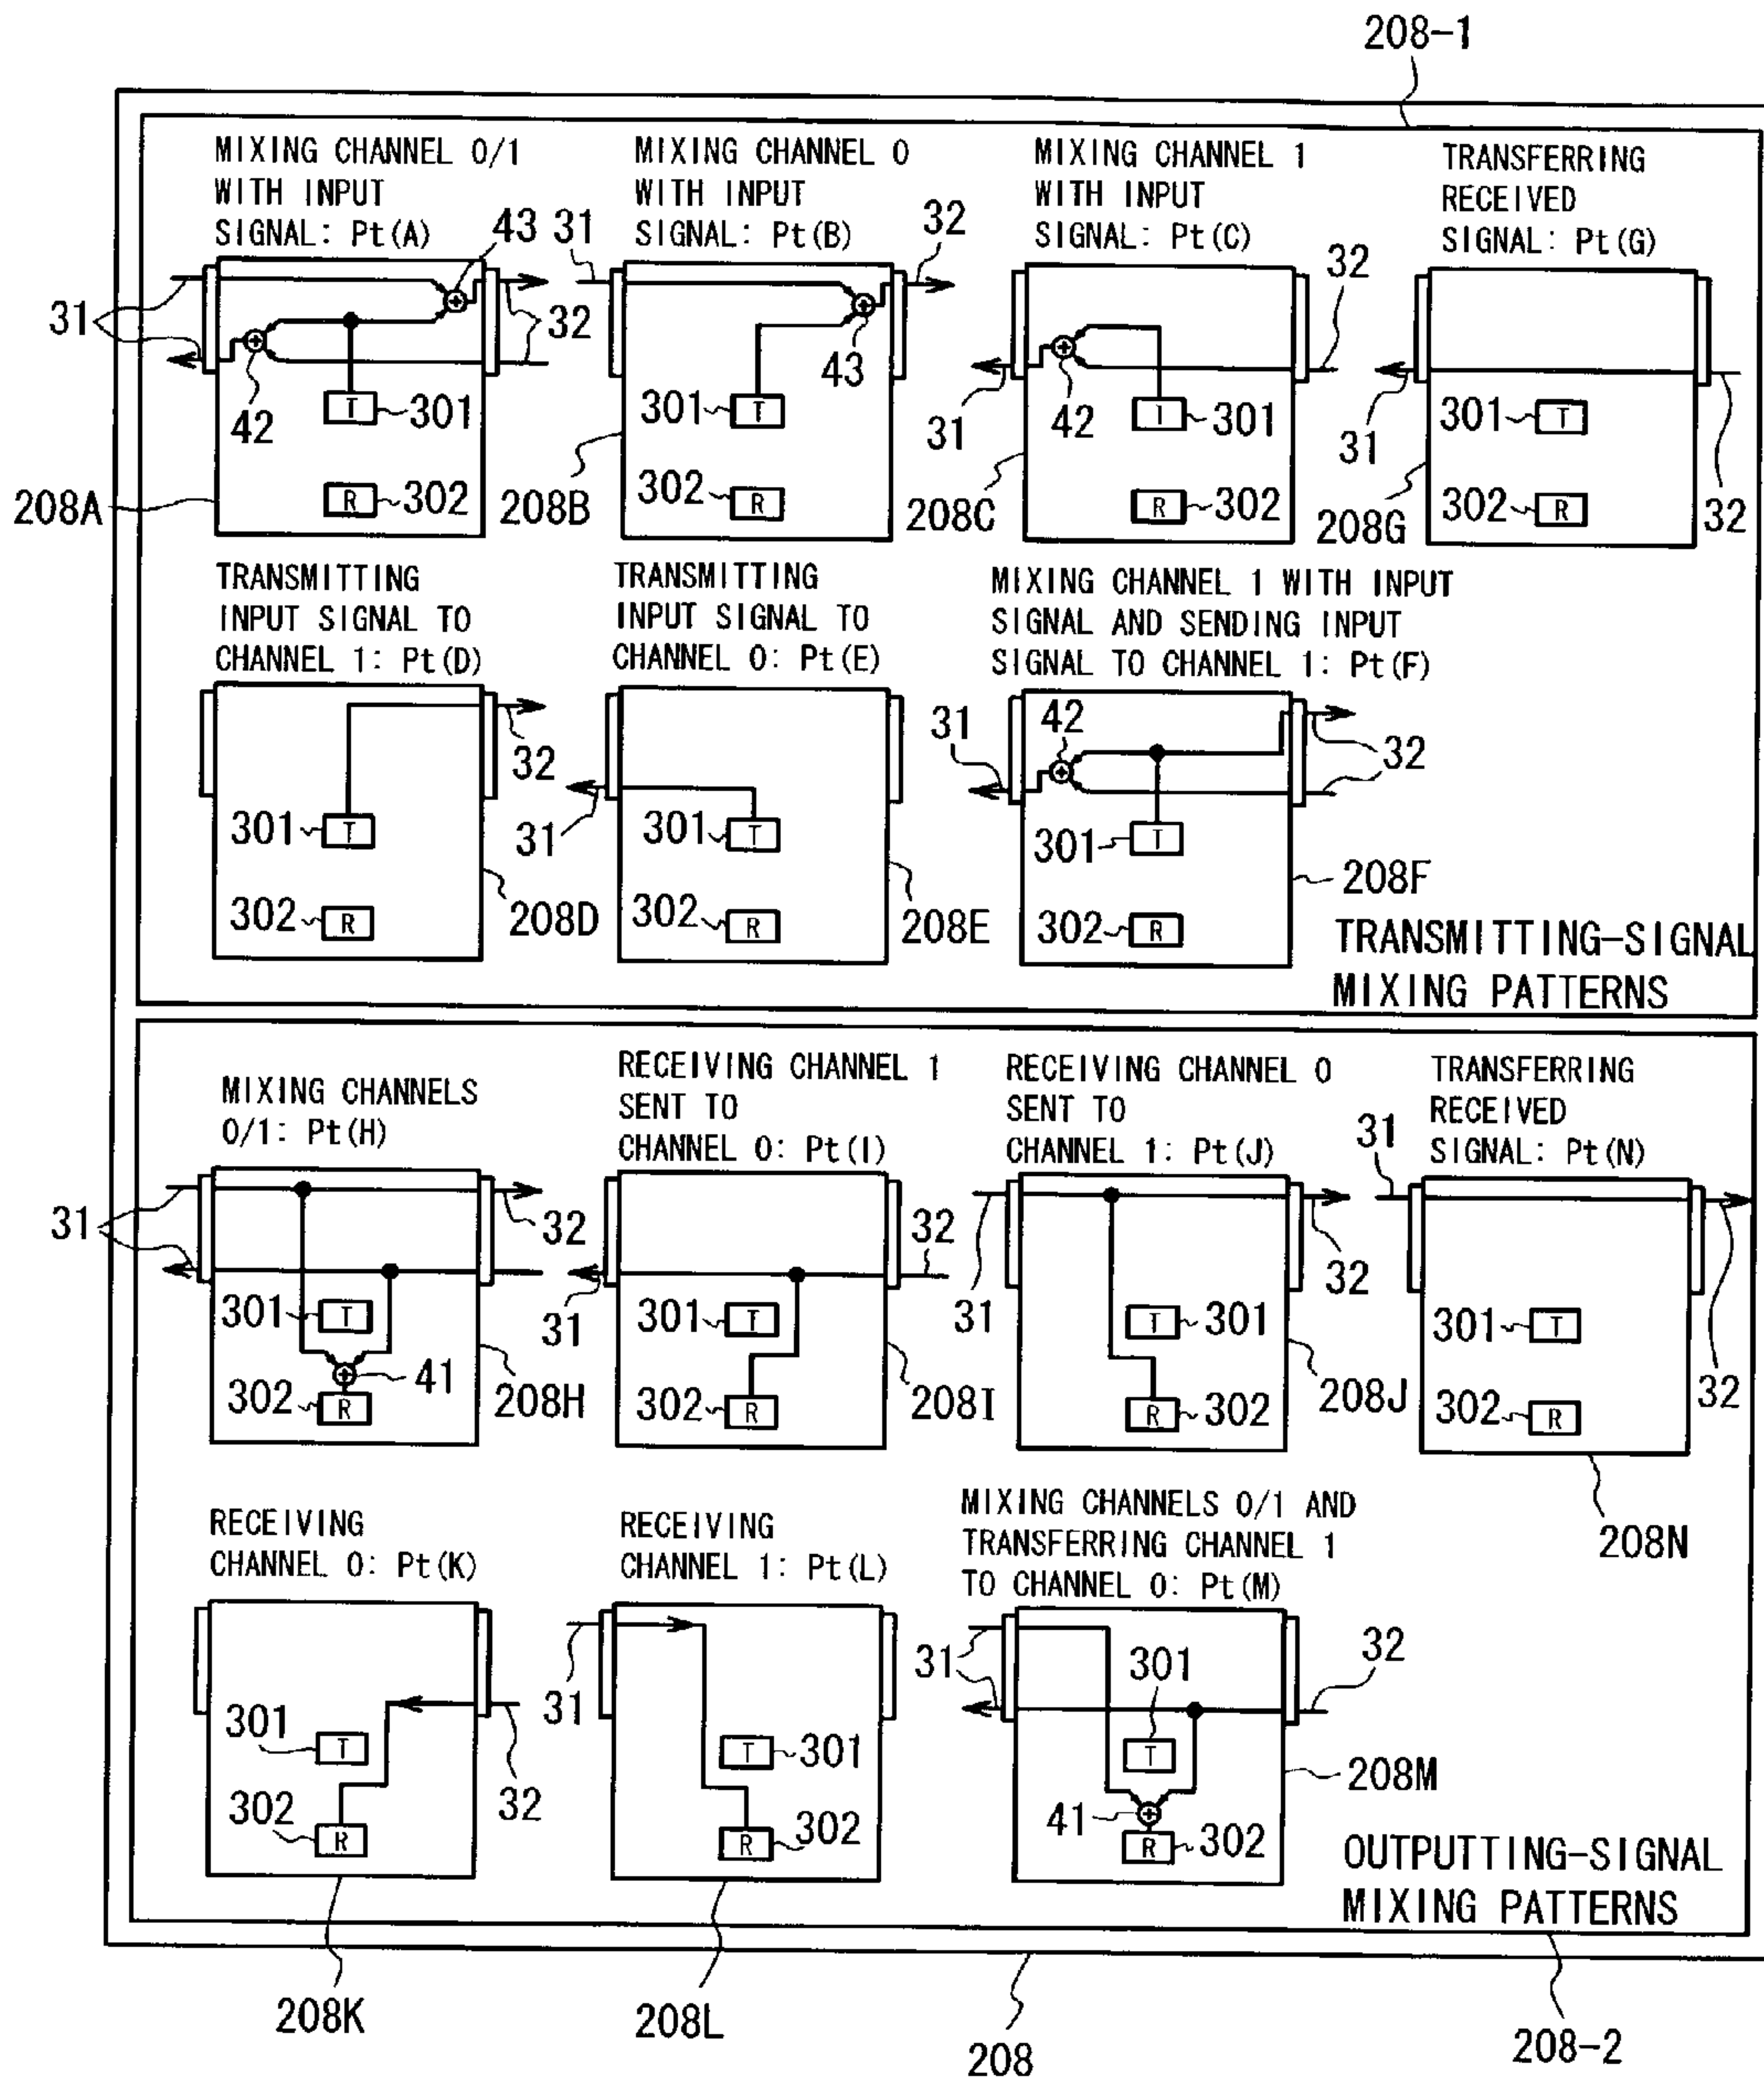 208-1
MIXING CHANNEL 0/1
WITH INPUT
SIGNAL: Pt(A)
MIXING CHANNEL 0
WITH INPUT
SIGNAL: Pt(B)
MIXING CHANNEL 1
WITH INPUT
SIGNAL: Pt(C)
TRANSFERRING
RECEIVED
SIGNAL: Pt(G)
31
43
32
42
T
301
R
302
208A
31
32
43
301
T
302
R
208B
32
31
42
T
301
R
302
208C
31
301
T
302
R
32
208G
TRANSMITTING
INPUT SIGNAL TO
CHANNEL 1: Pt(D)
TRANSMITTING
INPUT SIGNAL TO
CHANNEL 0: Pt(E)
MIXING CHANNEL 1 WITH INPUT
SIGNAL AND SENDING INPUT
SIGNAL TO CHANNEL 1: Pt(F)
32
301
T
302
R
208D
31
301
T
302
R
208E
31
42
32
301
T
302
R
208F
TRANSMITTING-SIGNAL
MIXING PATTERNS
MIXING CHANNELS
0/1: Pt(H)
RECEIVING CHANNEL 1
SENT TO
CHANNEL 0: Pt(I)
RECEIVING CHANNEL 0
SENT TO
CHANNEL 1: Pt(J)
TRANSFERRING
RECEIVED
SIGNAL: Pt(N)
31
32
301
T
41
302
R
208H
32
31
301
T
302
R
208I
31
32
T
301
R
302
208J
31
32
301
T
302
R
208N
RECEIVING
CHANNEL 0: Pt(K)
RECEIVING
CHANNEL 1: Pt(L)
MIXING CHANNELS 0/1 AND
TRANSFERRING CHANNEL 1
TO CHANNEL 0: Pt(M)
301
T
32
302
R
208K
31
T
301
R
302
208L
31
301
32
T
41
R
302
208M
OUTPUTTING-SIGNAL
MIXING PATTERNS
208
208-2